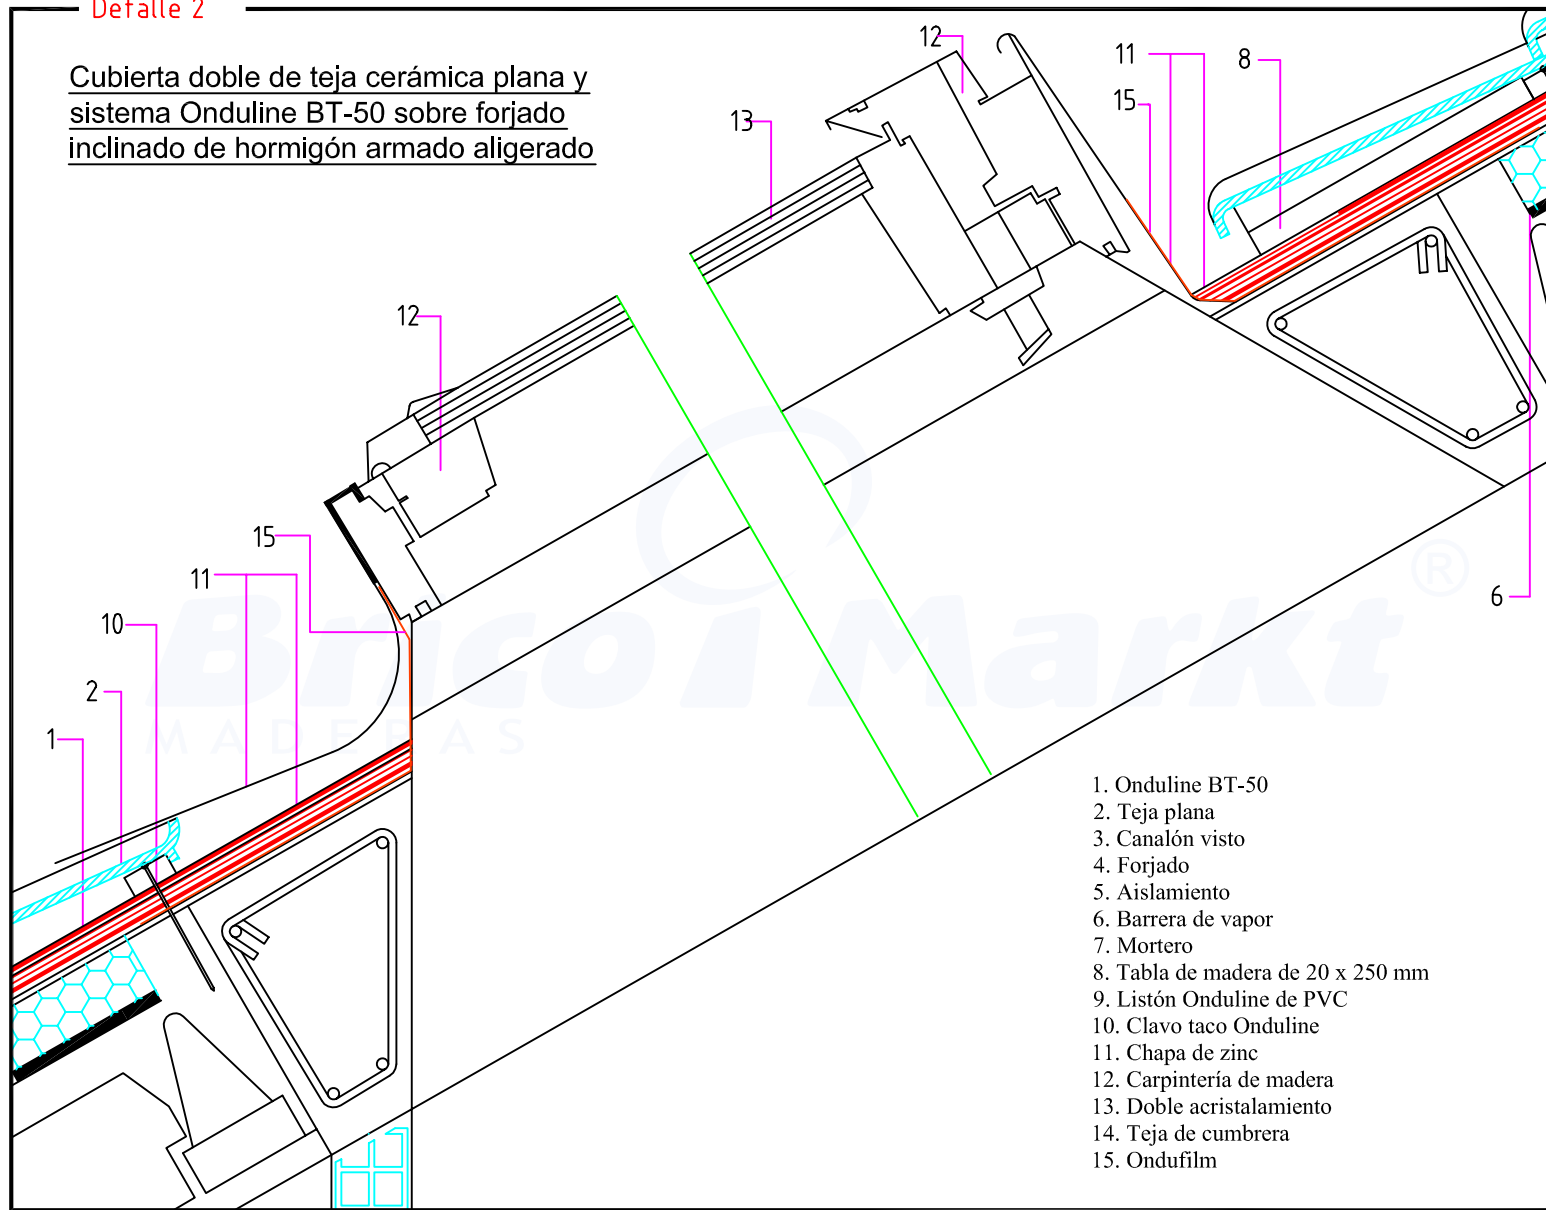 Detalle 2
Cubierta doble de teja cerámica plana y
sistema Onduline BT-50 sobre forjado
inclinado de hormigón armado aligerado
12
11
8
15
13
12
15
11
10
2
1
6
Brico Markt ®
MADERAS
1. Onduline BT-50
2. Teja plana
3. Canalón visto
4. Forjado
5. Aislamiento
6. Barrera de vapor
7. Mortero
8. Tabla de madera de 20 x 250 mm
9. Listón Onduline de PVC
10. Clavo taco Onduline
11. Chapa de zinc
12. Carpintería de madera
13. Doble acristalamiento
14. Teja de cumbrera
15. Ondufilm